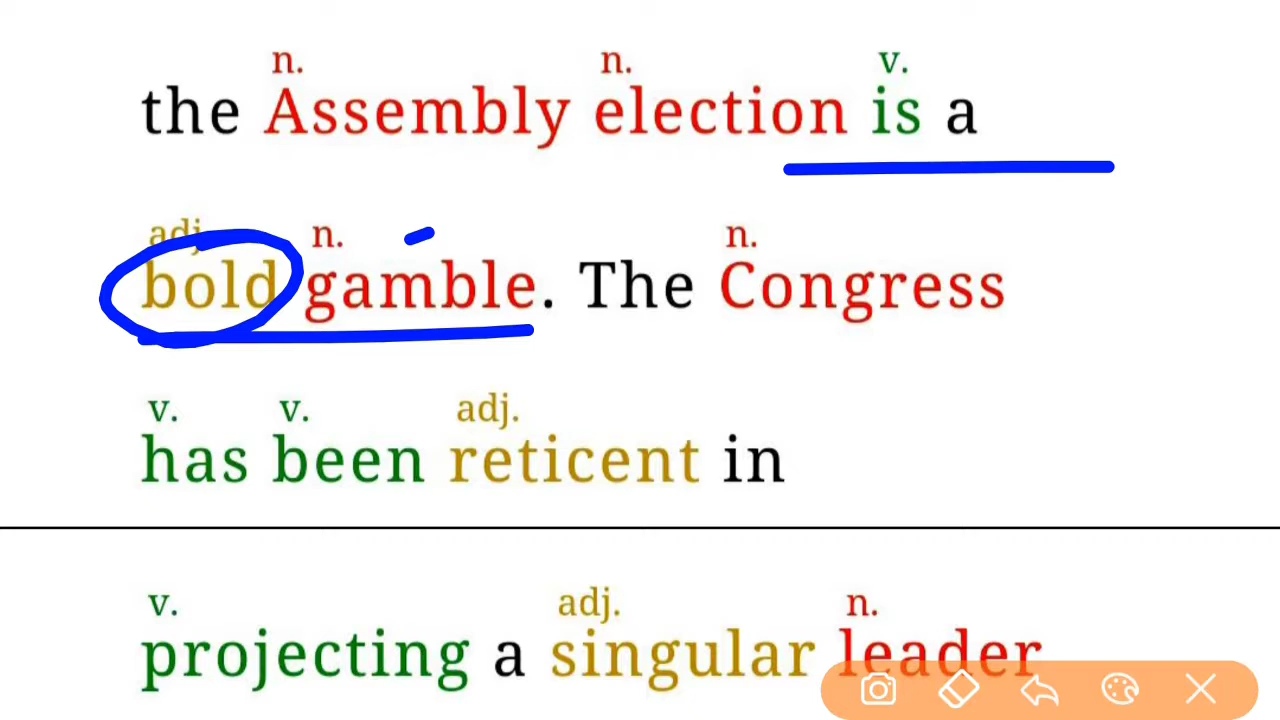 n. n. v.
the Assembly election is a
adj. n. n.
bold gamble. The Congress
v. v. adj.
has been reticent in
v. adj. n.
projecting a singular leader